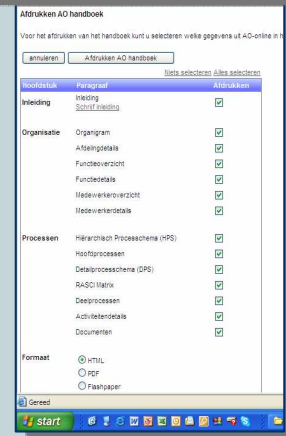 Afdrukken AO handboek
Voor het afdrukken van het handboek kunt u selecteren welke gegevens uit AO-online in h
annuleren Afdrukken AO handboek
Niets selecteren Alles selecteren
Hoofdstuk Paragraaf Afdrukken
Inleiding Inleiding
Schrijf inleiding
Organisatie Organigram
Afdelingdetails
Functieoverzicht
Functiedetails
Medewerkeroverzicht
Medewerkerdetails
Processen Hiërarchisch Processchema (HPS)
Hoofdprocessen
Detailprocesschema (DPS)
RASCI Matrix
Deelprocessen
Activiteitendetails
Documenten
Formaat HTML
PDF
Flashpaper
Gereed
start